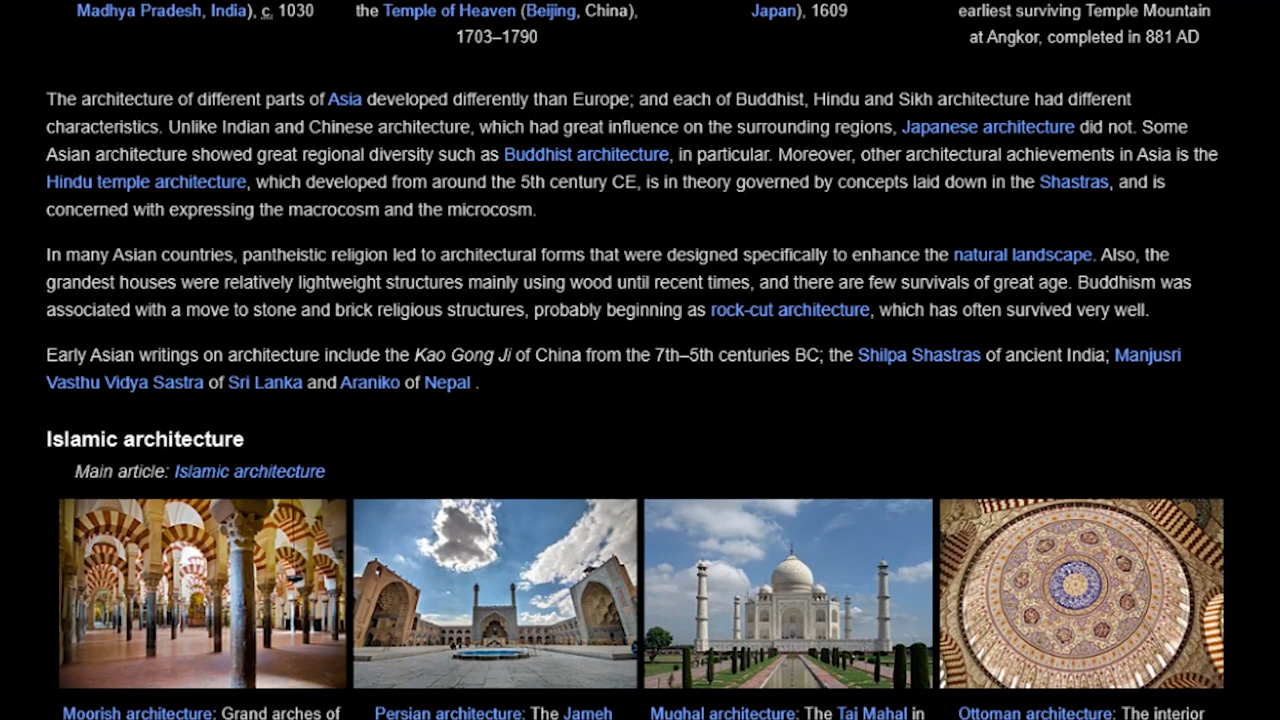 Madhya Pradesh, India), c. 1030
the Temple of Heaven (Beijing, China),
1703–1790
Japan), 1609
earliest surviving Temple Mountain
at Angkor, completed in 881 AD
The architecture of different parts of Asia developed differently than Europe; and each of Buddhist, Hindu and Sikh architecture had different
characteristics. Unlike Indian and Chinese architecture, which had great influence on the surrounding regions, Japanese architecture did not. Some
Asian architecture showed great regional diversity such as Buddhist architecture, in particular. Moreover, other architectural achievements in Asia is the
Hindu temple architecture, which developed from around the 5th century CE, is in theory governed by concepts laid down in the Shastras, and is
concerned with expressing the macrocosm and the microcosm.
In many Asian countries, pantheistic religion led to architectural forms that were designed specifically to enhance the natural landscape. Also, the
grandest houses were relatively lightweight structures mainly using wood until recent times, and there are few survivals of great age. Buddhism was
associated with a move to stone and brick religious structures, probably beginning as rock-cut architecture, which has often survived very well.
Early Asian writings on architecture include the Kao Gong Ji of China from the 7th–5th centuries BC; the Shilpa Shastras of ancient India; Manjusri
Vasthu Vidya Sastra of Sri Lanka and Araniko of Nepal .
Islamic architecture
Main article: Islamic architecture
Moorish architecture: Grand arches of
Persian architecture: The Jameh
Mughal architecture: The Taj Mahal in
Ottoman architecture: The interior